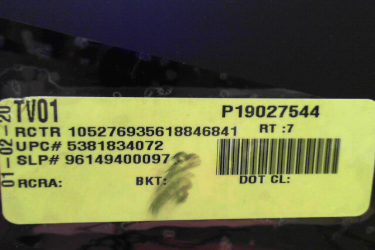 01-02-20
TV01 P19027544
RCTR 105276935618846841 RT :7
UPC# 5381834072
SLP# 96149400097
RCRA: BKT: DOT CL: